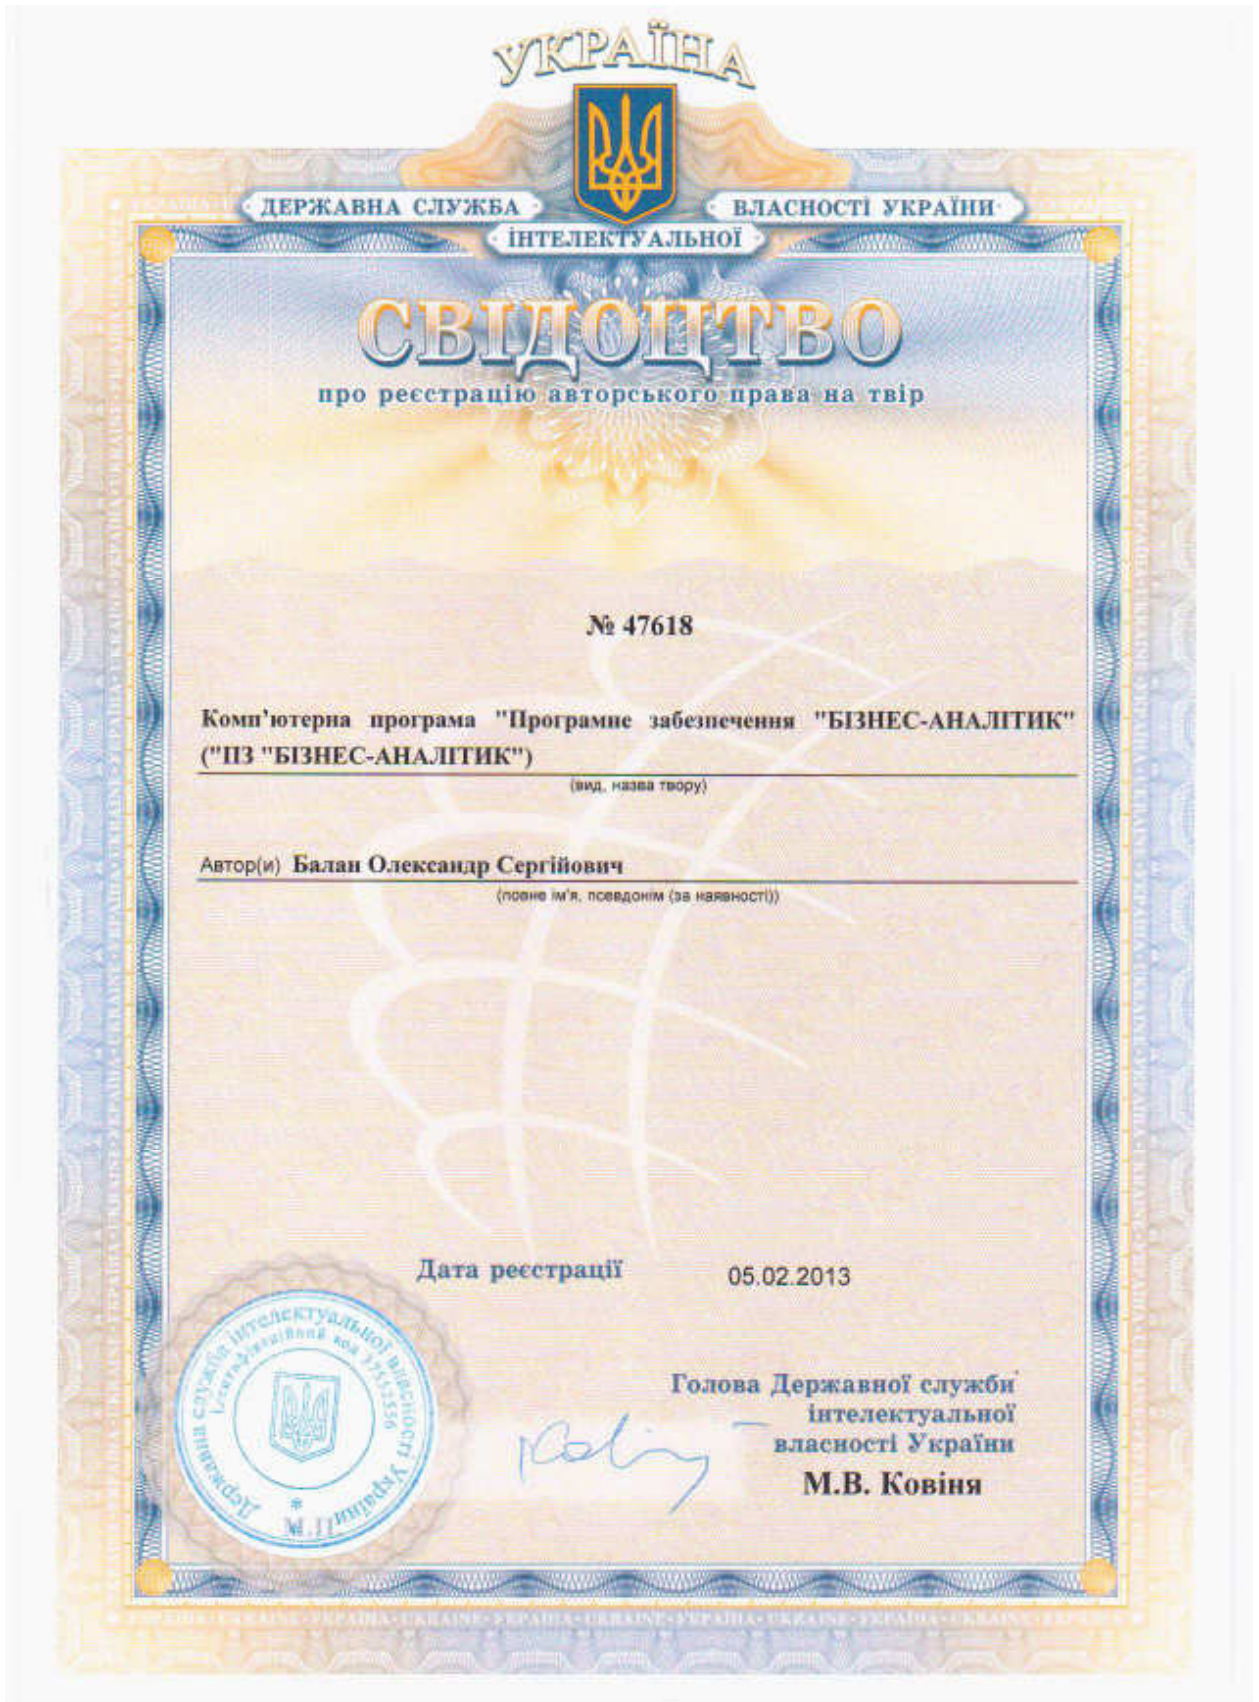 УКРАЇНА
ДЕРЖАВНА СЛУЖБА
ІНТЕЛЕКТУАЛЬНОЇ
ВЛАСНОСТІ УКРАЇНИ
СВІДОЦТВО
про реєстрацію авторського права на твір
№ 47618
Комп'ютерна програма "Програмне забезпечення "БІЗНЕС-АНАЛІТИК"
("ПЗ "БІЗНЕС-АНАЛІТИК")
(вид, назва твору)
Автор(и) Балан Олександр Сергійович
(повне ім'я, псевдонім (за наявності))
Дата реєстрації 05.02.2013
Голова Державної служби
інтелектуальної
власності України
М.В. Ковіня
Державна служба інтелектуальної власності України
Ідентифікаційний код
М.П.